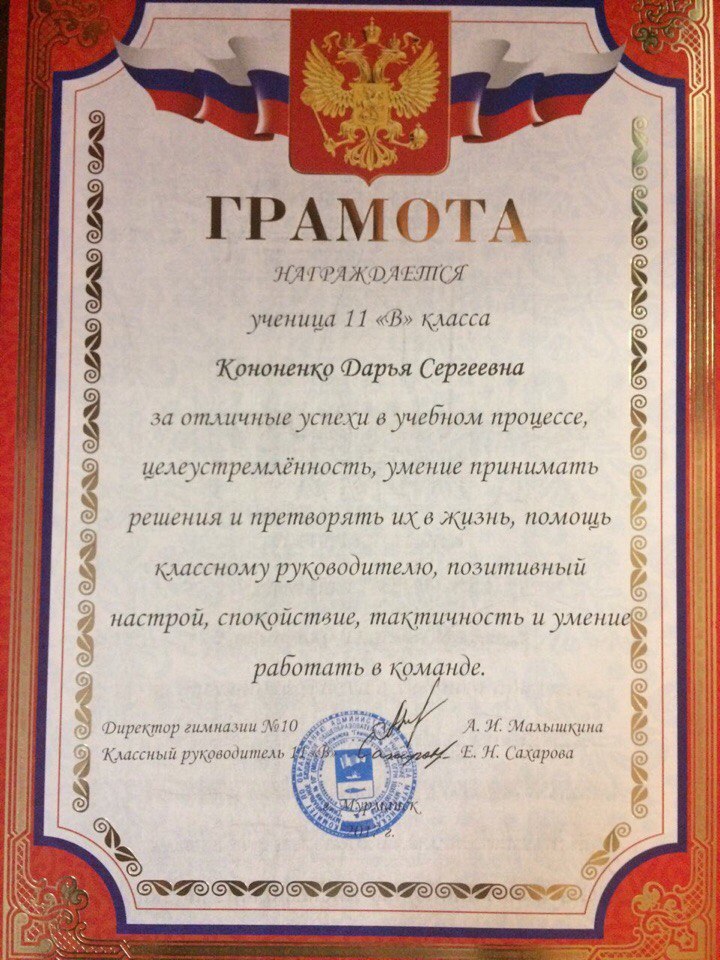 ГРАМОТА
НАГРАЖДАЕТСЯ
ученица 11 «В» класса
Кононенко Дарья Сергеевна
за отличные успехи в учебном процессе,
целеустремлённость, умение принимать
решения и претворять их в жизнь, помощь
классному руководителю, позитивный
настрой, спокойствие, тактичность и умение
работать в команде.
Директор гимназии №10 А. И. Малышкина
Классный руководитель 11 «В» Е. Н. Сахарова
г. Мурманск
2017 г.